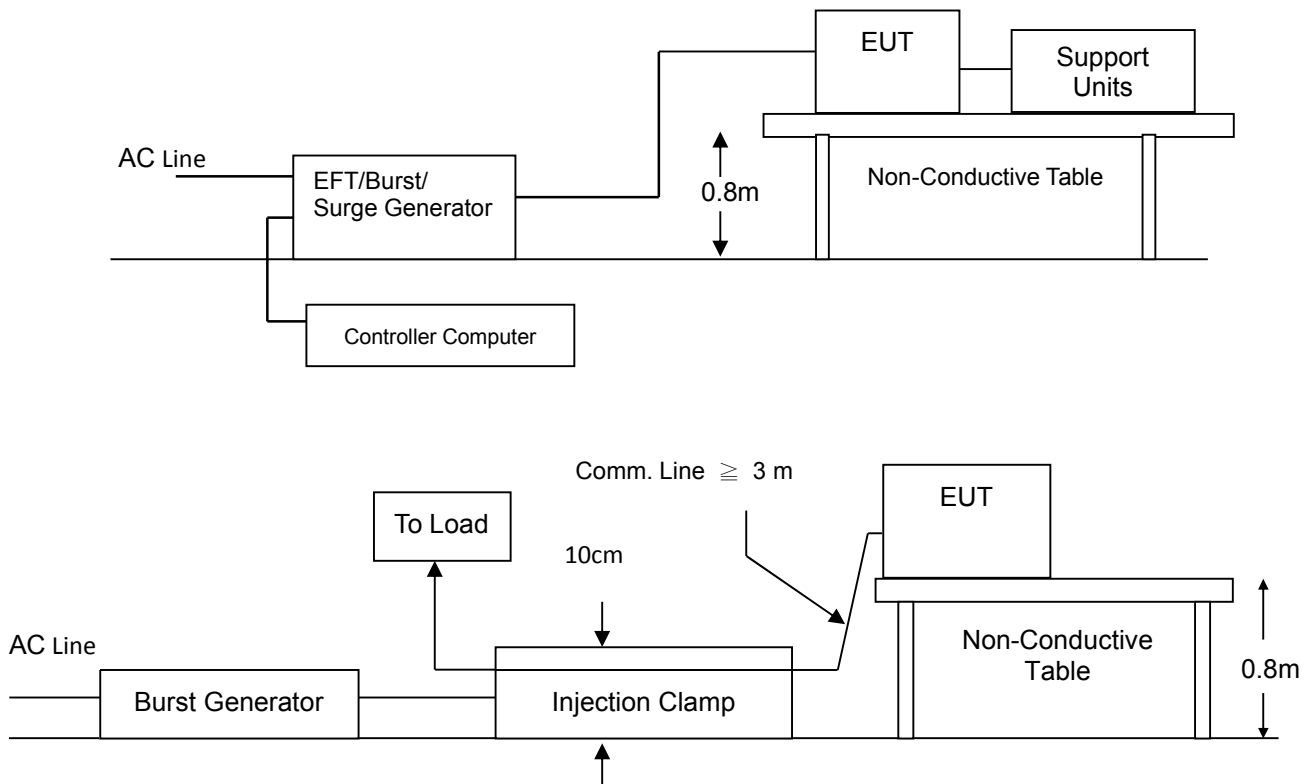 EUT
Support
Units
AC Line
EFT/Burst/
Surge Generator
0.8m
Non-Conductive Table
Controller Computer
Comm. Line ≧ 3 m
EUT
To Load
10cm
AC Line
Burst Generator
Injection Clamp
Non-Conductive
Table
0.8m